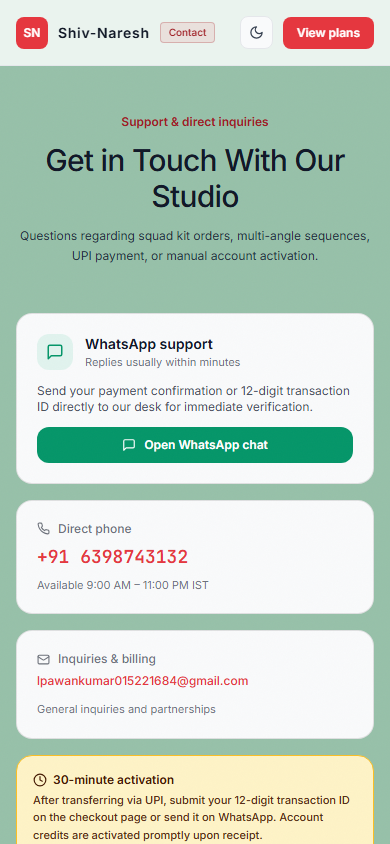 SN Shiv-Naresh Contact View plans
Support & direct inquiries
Get in Touch With Our
Studio
Questions regarding squad kit orders, multi-angle sequences,
UPI payment, or manual account activation.
WhatsApp support
Replies usually within minutes
Send your payment confirmation or 12-digit transaction
ID directly to our desk for immediate verification.
Open WhatsApp chat
Direct phone
+91 6398743132
Available 9:00 AM – 11:00 PM IST
Inquiries & billing
lpawankumar015221684@gmail.com
General inquiries and partnerships
30-minute activation
After transferring via UPI, submit your 12-digit transaction ID
on the checkout page or send it on WhatsApp. Account
credits are activated promptly upon receipt.